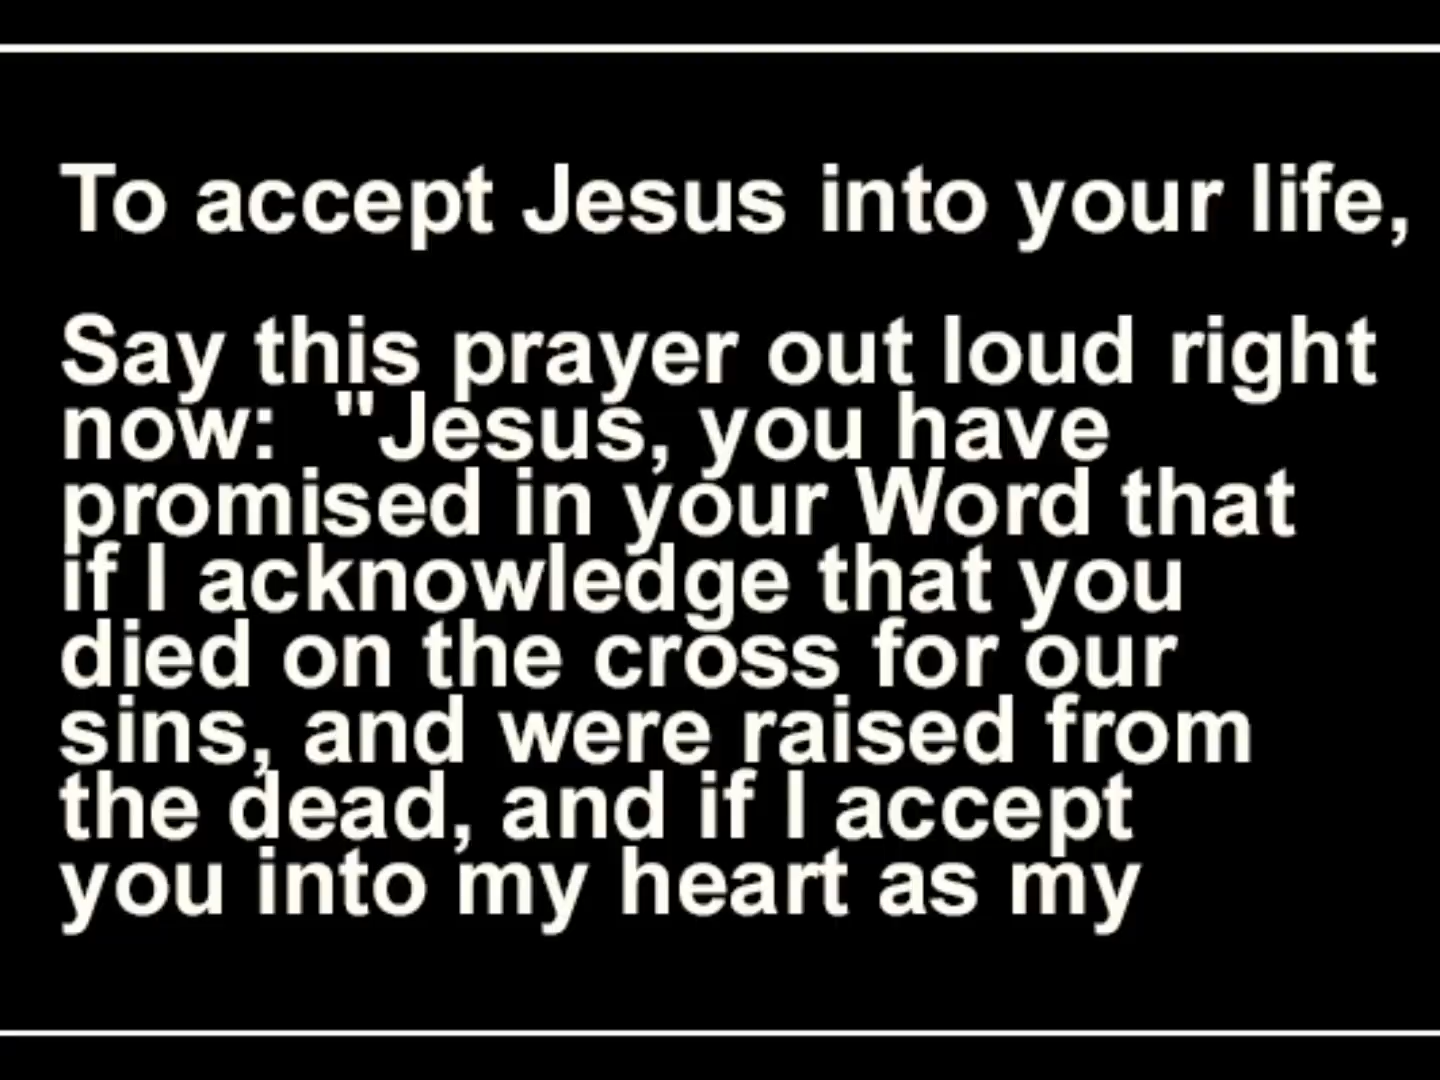 To accept Jesus into your life,
Say this prayer out loud right
now:  "Jesus, you have
promised in your Word that
if I acknowledge that you
died on the cross for our
sins, and were raised from
the dead, and if I accept
you into my heart as my